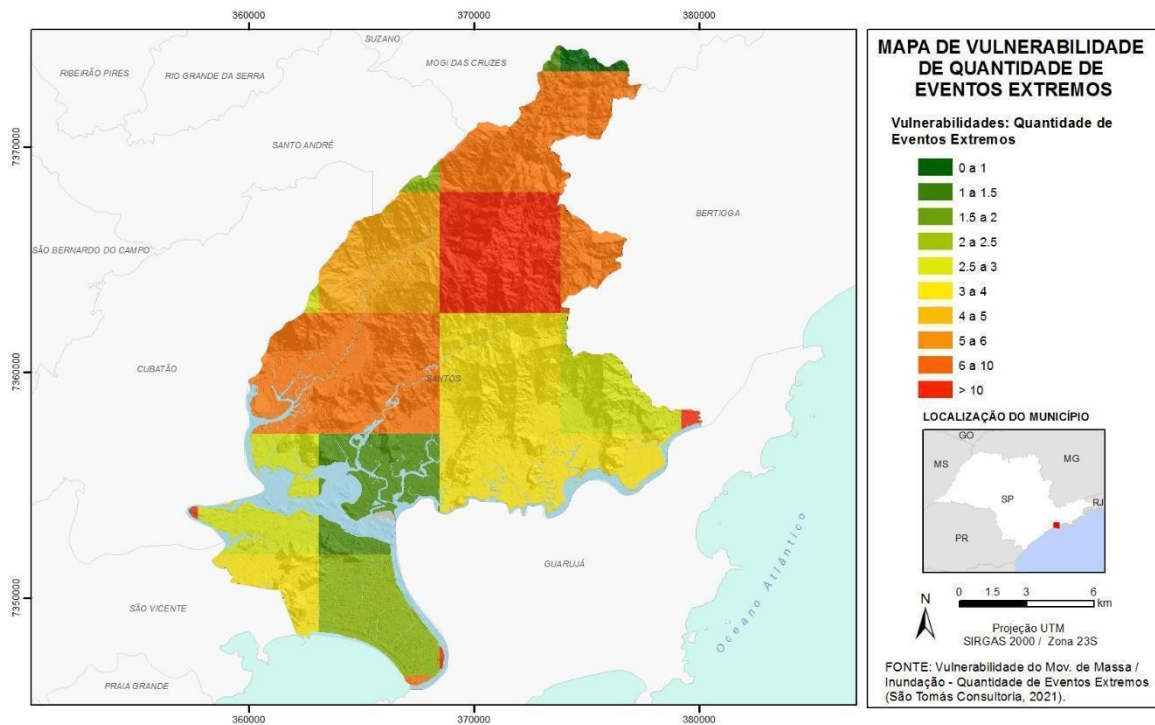 360000
370000
380000
SUZANO
MOGI DAS CRUZES
RIBEIRÃO PIRES
RIO GRANDE DA SERRA
7370000
SANTO ANDRÉ
BERTIOGA
SÃO BERNARDO DO CAMPO
CUBATÃO
7360000
SANTOS
GUARUJÁ
Oceano Atlântico
SÃO VICENTE
7350000
PRAIA GRANDE
360000
370000
380000
MAPA DE VULNERABILIDADE
DE QUANTIDADE DE
EVENTOS EXTREMOS
Vulnerabilidades: Quantidade de
Eventos Extremos
0 a 1
1 a 1.5
1.5 a 2
2 a 2.5
2.5 a 3
3 a 4
4 a 5
5 a 6
6 a 10
> 10
LOCALIZAÇÃO DO MUNICÍPIO
GO
MS
MG
SP
RJ
PR
N
0 1.5 3 6
km
Projeção UTM
SIRGAS 2000 / Zona 23S
FONTE: Vulnerabilidade do Mov. de Massa /
Inundação - Quantidade de Eventos Extremos
(São Tomás Consultoria, 2021).